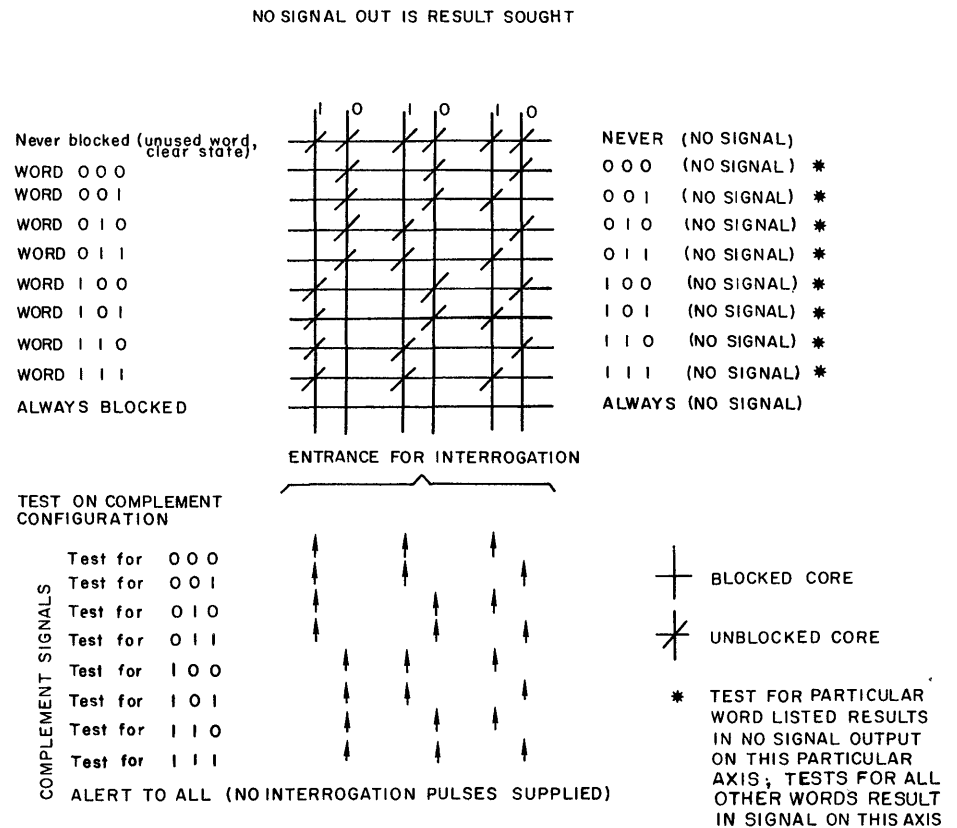 NO SIGNAL OUT IS RESULT SOUGHT
1 0 1 0 1 0
Never blocked (unused word, clear state)
NEVER (NO SIGNAL)
WORD 0 0 0
0 0 0 (NO SIGNAL) *
WORD 0 0 1
0 0 1 (NO SIGNAL) *
WORD 0 1 0
0 1 0 (NO SIGNAL) *
WORD 0 1 1
0 1 1 (NO SIGNAL) *
WORD 1 0 0
1 0 0 (NO SIGNAL) *
WORD 1 0 1
1 0 1 (NO SIGNAL) *
WORD 1 1 0
1 1 0 (NO SIGNAL) *
WORD 1 1 1
1 1 1 (NO SIGNAL) *
ALWAYS BLOCKED
ALWAYS (NO SIGNAL)
ENTRANCE FOR INTERROGATION
TEST ON COMPLEMENT
CONFIGURATION
COMPLEMENT SIGNALS
Test for 0 0 0
Test for 0 0 1
Test for 0 1 0
Test for 0 1 1
Test for 1 0 0
Test for 1 0 1
Test for 1 1 0
Test for 1 1 1
ALERT TO ALL (NO INTERROGATION PULSES SUPPLIED)
BLOCKED CORE
UNBLOCKED CORE
* TEST FOR PARTICULAR
WORD LISTED RESULTS
IN NO SIGNAL OUTPUT
ON THIS PARTICULAR
AXIS; TESTS FOR ALL
OTHER WORDS RESULT
IN SIGNAL ON THIS AXIS